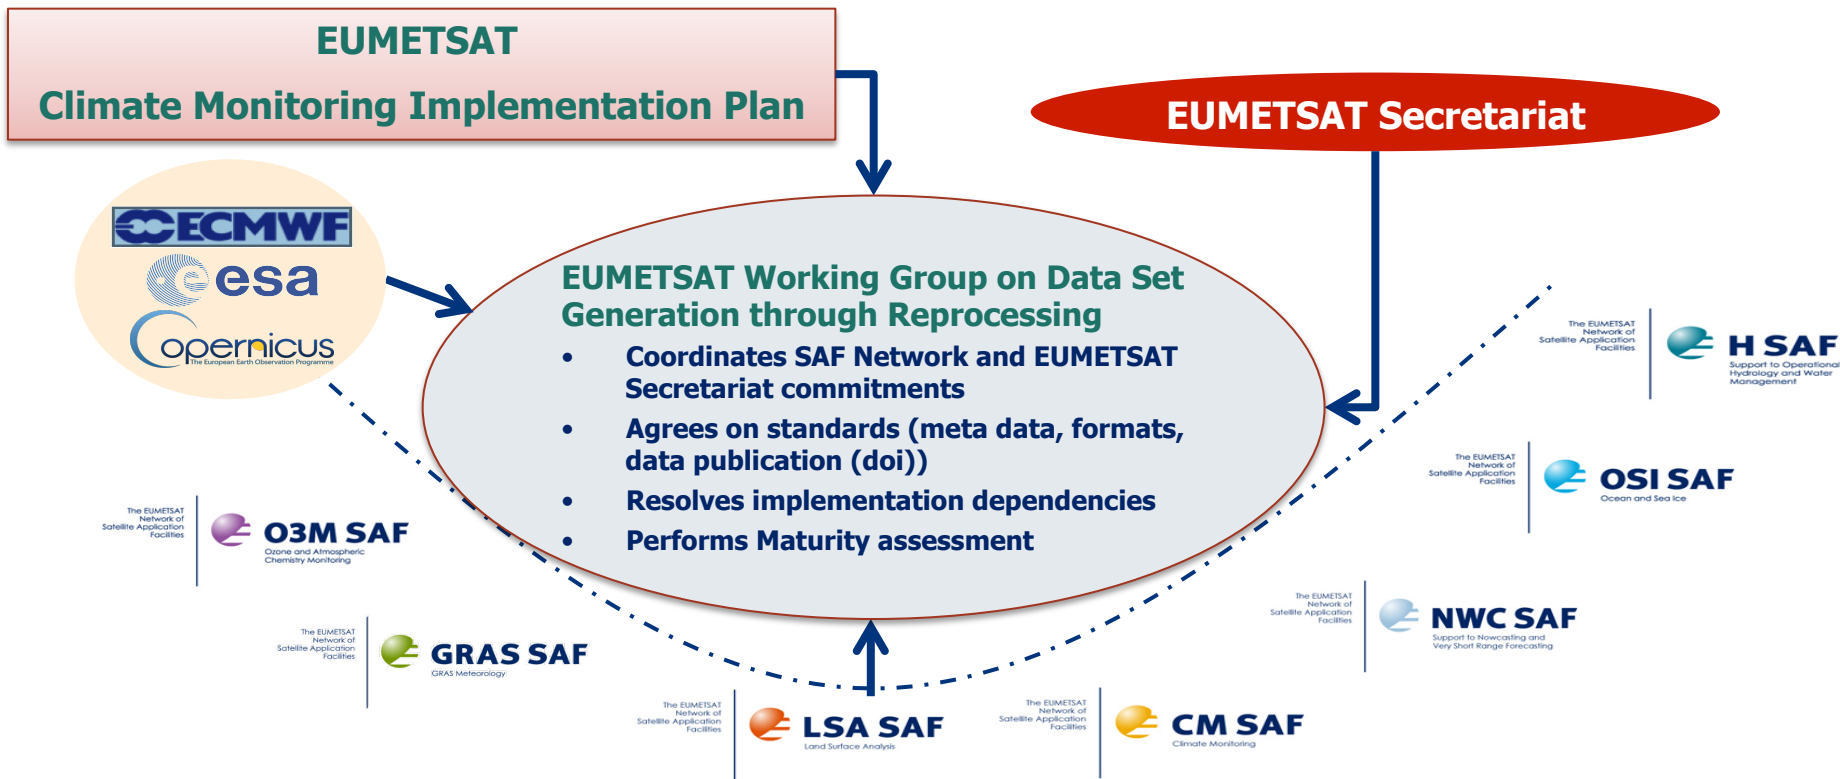 EUMETSAT
Climate Monitoring Implementation Plan
EUMETSAT Secretariat
ECMWF
esa
opernicus
The European Earth Observation Programme
EUMETSAT Working Group on Data Set
Generation through Reprocessing
• Coordinates SAF Network and EUMETSAT
Secretariat commitments
• Agrees on standards (meta data, formats,
data publication (doi))
• Resolves implementation dependencies
• Performs Maturity assessment
The EUMETSAT
Network of
Satellite Application
Facilities
H SAF
Support to Operational
Hydrology and Water
Management
The EUMETSAT
Network of
Satellite Application
Facilities
OSI SAF
Ocean and Sea Ice
The EUMETSAT
Network of
Satellite Application
Facilities
O3M SAF
Ozone and Atmospheric
Chemistry Monitoring
The EUMETSAT
Network of
Satellite Application
Facilities
NWC SAF
Support to Nowcasting and
Very Short Range Forecasting
The EUMETSAT
Network of
Satellite Application
Facilities
GRAS SAF
GRAS Meteorology
The EUMETSAT
Network of
Satellite Application
Facilities
LSA SAF
Land Surface Analysis
The EUMETSAT
Network of
Satellite Application
Facilities
CM SAF
Climate Monitoring